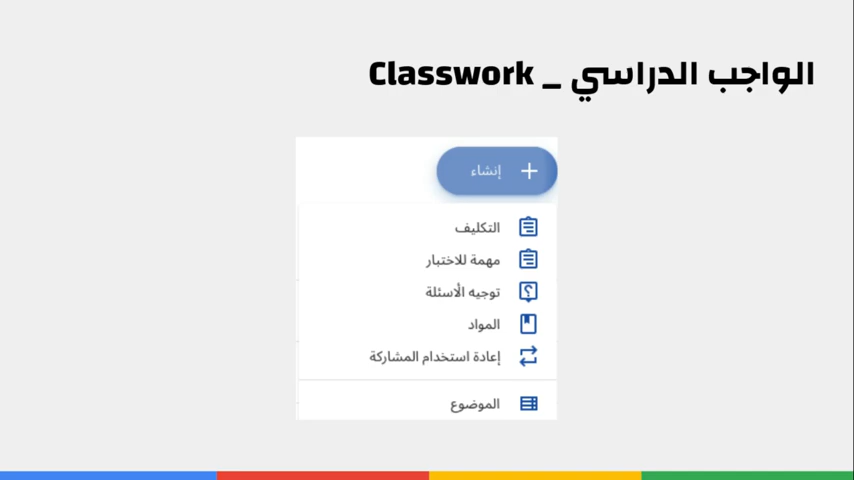 الواجب الدراسي _ Classwork
إنشاء
التكليف
مهمة للاختبار
توجيه الأسئلة
المواد
إعادة استخدام المشاركة
الموضوع